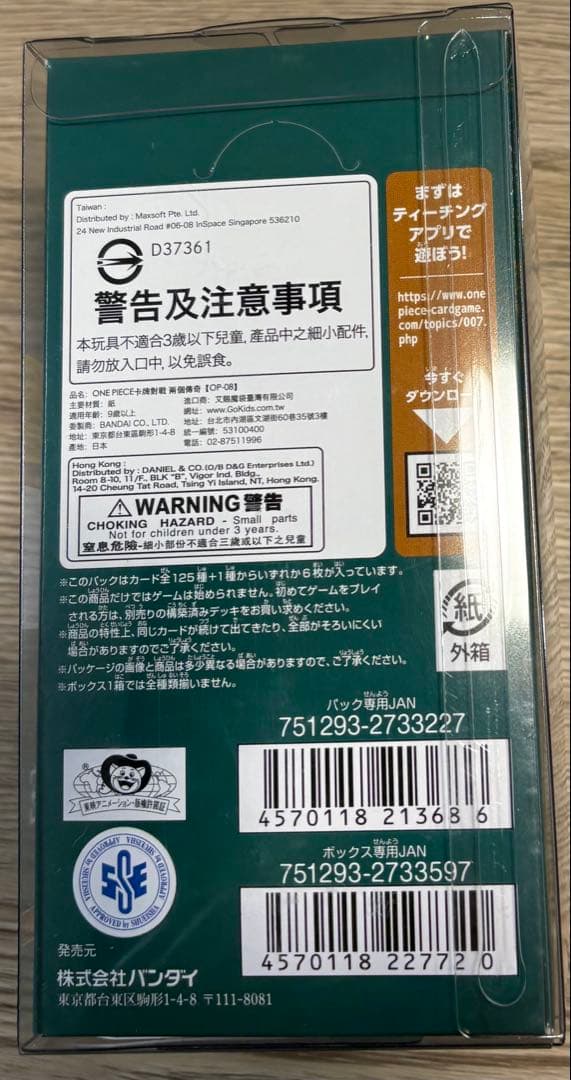 Taiwan :
Distributed by : Maxsoft Pte. Ltd.
24 New Industrial Road #06-08 InSpace Singapore 536210
D37361
警告及注意事項
本玩具不適合3歲以下兒童, 產品中之細小配件,
請勿放入口中, 以免誤食。
品名: ONE PIECE卡牌對戰 兩個傳奇【OP-08】
主要材質: 紙
進口商: 又鶴魔袋臺灣有限公司
適用年齡: 9歲以上
網址: www.GoKids.com.tw
委製商: BANDAI CO., LTD.
地址: 台北市內湖區文湖街60巷35號3樓
地址: 東京都台東區駒形1-4-8
統一編號: 53100400
產地: 日本
電話: 02-87511996
Hong Kong :
Distributed by : DANIEL & CO.(O/B D&G Enterprises Ltd.)
Room 8-10, 11/F., BLK "B", Vigor Ind. Bldg.,
14-20 Cheung Tat Road, Tsing Yi Island, NT, Hong Kong.
WARNING 警告
CHOKING HAZARD - Small parts
Not for children under 3 years.
窒息危險-細小部份不適合三歲或以下之兒童
まずは
ティーチング
アプリで
遊ぼう!
https://www.one
piece-cardgame.
com/topics/007.
php
今すぐ
ダウンロー
※このパックはカード全125種+1種からいずれか6枚が入っています。
※この商品だけではゲームは始められません。初めてゲームをプレイ
される方は、別売りの構築済みデッキをお買い求めください。
※商品の特性上、同じカードが続けて出てきたり、全部がそろいにくい
場合がありますのでご了承ください。
※パッケージの画像と商品は多少異なる場合がありますので、ご了承ください。
※ボックス1箱では全種類揃いません。
紙
外箱
パック専用JAN
751293-2733227
4570118 213686
ボックス専用JAN
751293-2733597
4570118 227720
東映アニメーション・版権許諾証
APPROVED by SHUEISHA
発売元
株式会社バンダイ
東京都台東区駒形1-4-8 〒111-8081